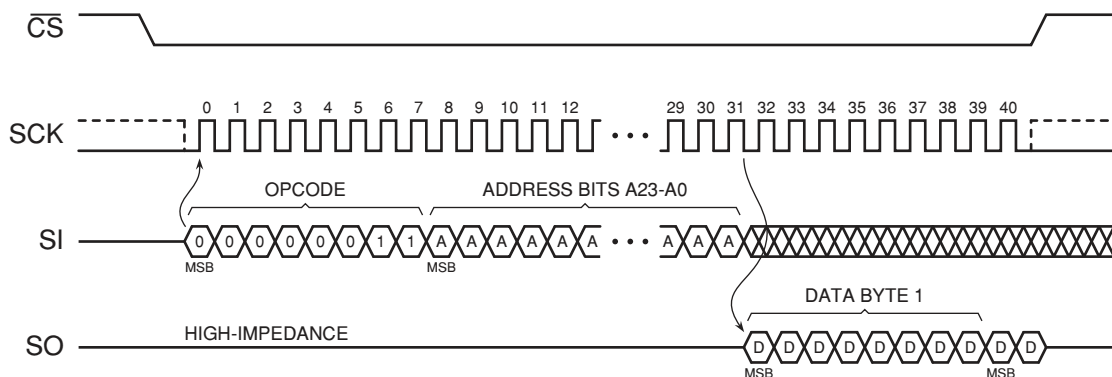 CS
0 1 2 3 4 5 6 7 8 9 10 11 12 29 30 31 32 33 34 35 36 37 38 39 40
SCK
OPCODE ADDRESS BITS A23-A0
SI 0 0 0 0 0 0 1 1 A A A A A A A A A
MSB MSB
DATA BYTE 1
HIGH-IMPEDANCE
SO D D D D D D D D D D
MSB MSB